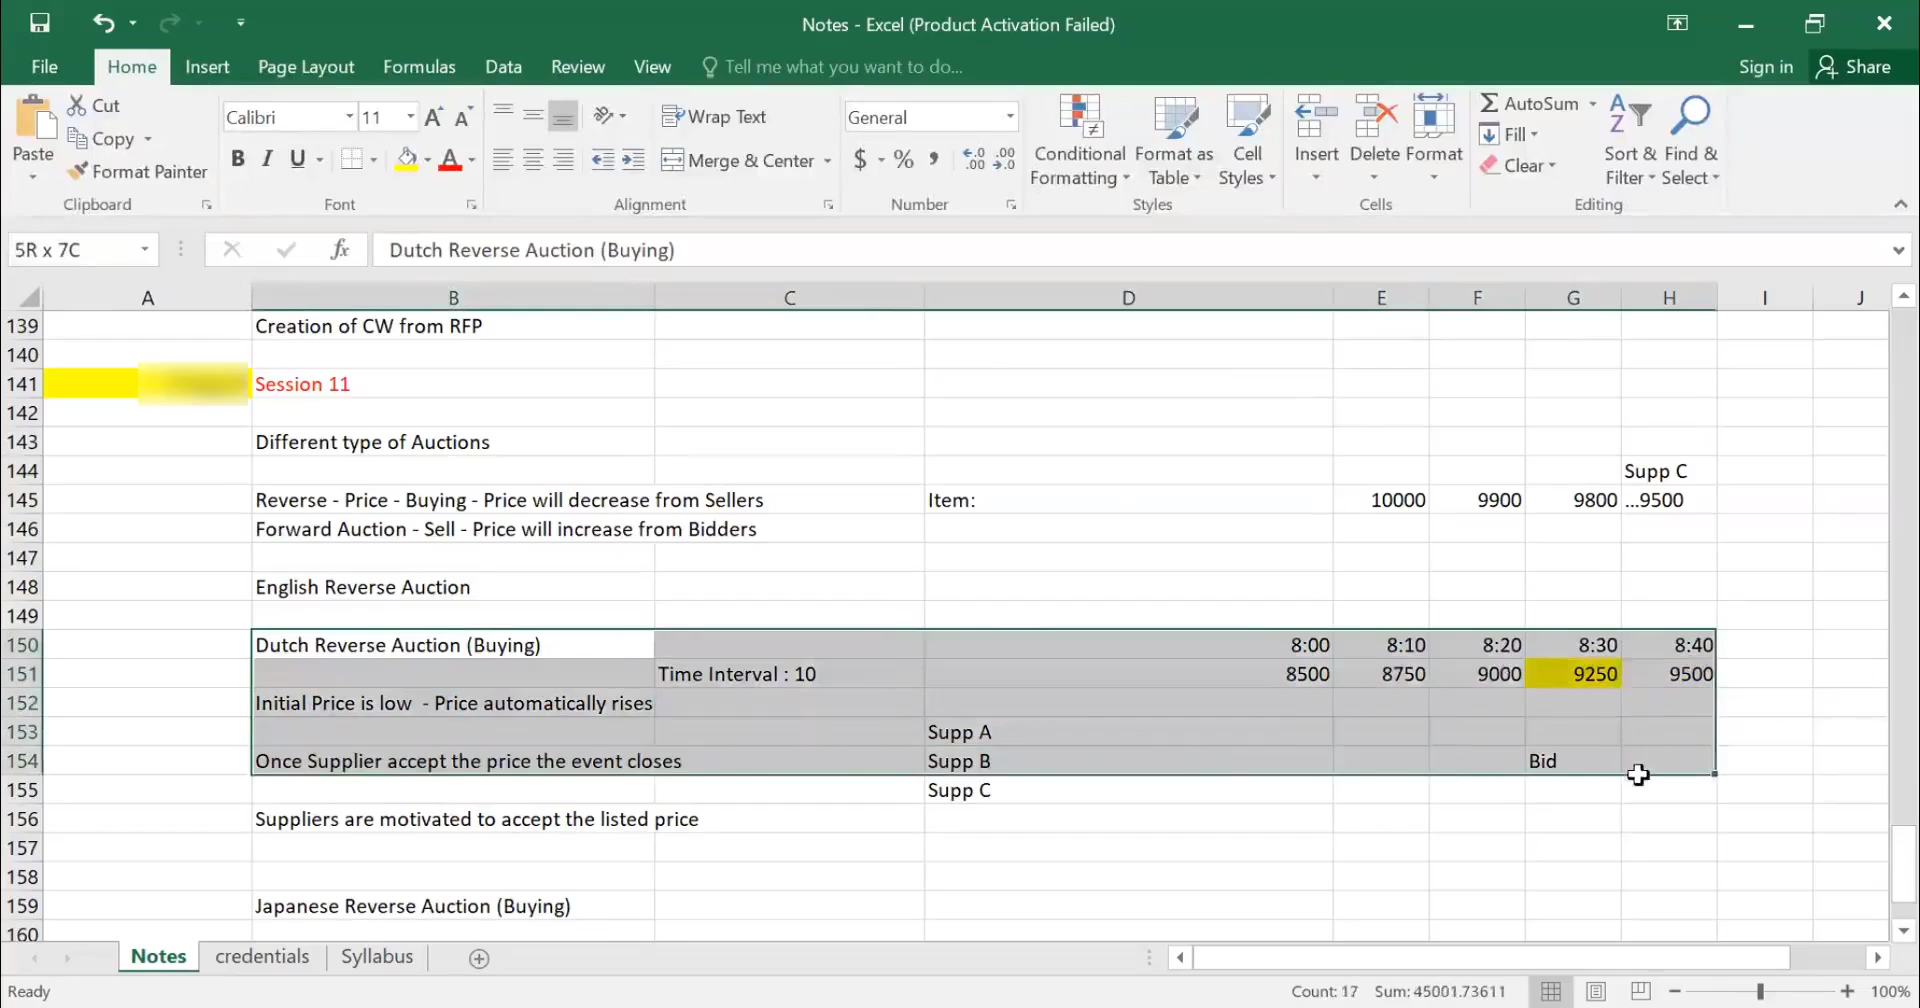 Notes - Excel (Product Activation Failed)
File Home Insert Page Layout Formulas Data Review View Tell me what you want to do... Sign in Share
Paste Cut Copy Format Painter Clipboard
Calibri 11 A A B I U A Font
Wrap Text Merge & Center Alignment
General $ % , .00 .0 .00 Number
Conditional Formatting Format as Table Cell Styles Styles
Insert Delete Format Cells
AutoSum Fill Clear Sort & Filter Find & Select Editing
5R x 7C fx Dutch Reverse Auction (Buying)
A B C D E F G H I J
139 Creation of CW from RFP
140
141 Session 11
142
143 Different type of Auctions
144 Supp C
145 Reverse - Price - Buying - Price will decrease from Sellers Item: 10000 9900 9800 ...9500
146 Forward Auction - Sell - Price will increase from Bidders
147
148 English Reverse Auction
149
150 Dutch Reverse Auction (Buying) 8:00 8:10 8:20 8:30 8:40
151 Time Interval : 10 8500 8750 9000 9250 9500
152 Initial Price is low - Price automatically rises
153 Supp A
154 Once Supplier accept the price the event closes Supp B Bid
155 Supp C
156 Suppliers are motivated to accept the listed price
157
158
159 Japanese Reverse Auction (Buying)
160
Notes credentials Syllabus
Ready Count: 17 Sum: 45001.73611 100%